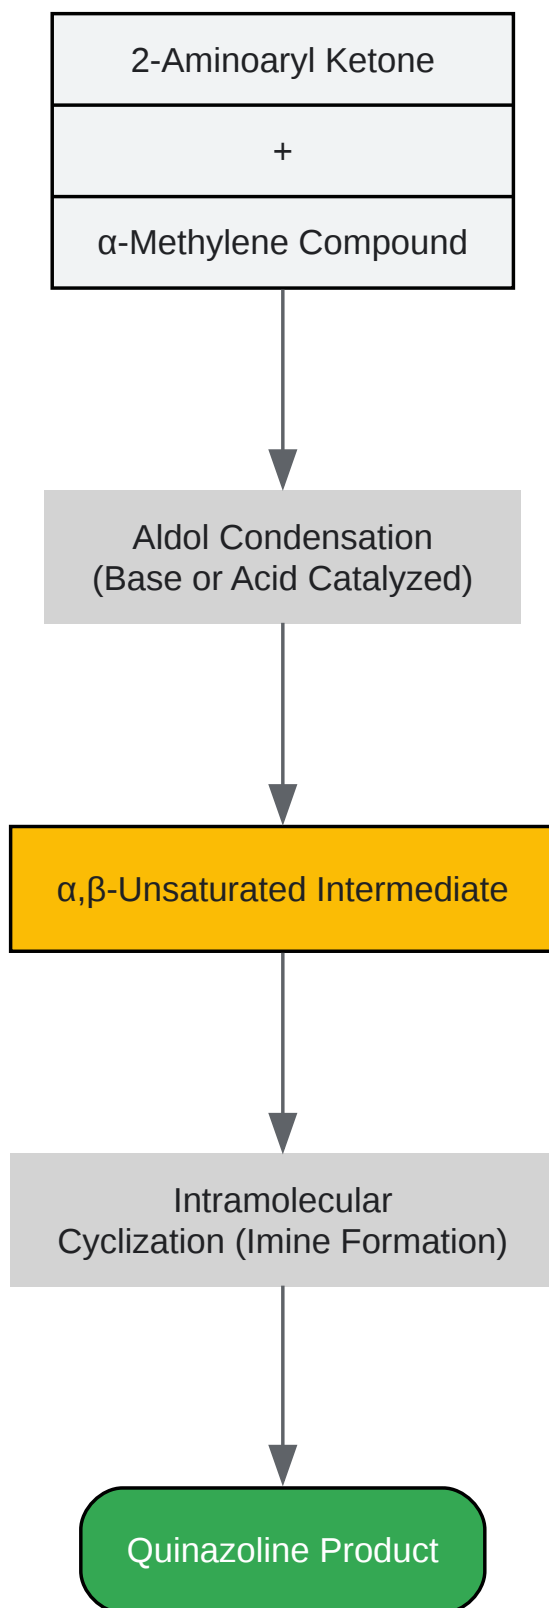 2-Aminoaryl Ketone
+
α-Methylene Compound
Aldol Condensation
(Base or Acid Catalyzed)
α,β-Unsaturated Intermediate
Intramolecular
Cyclization (Imine Formation)
Quinazoline Product